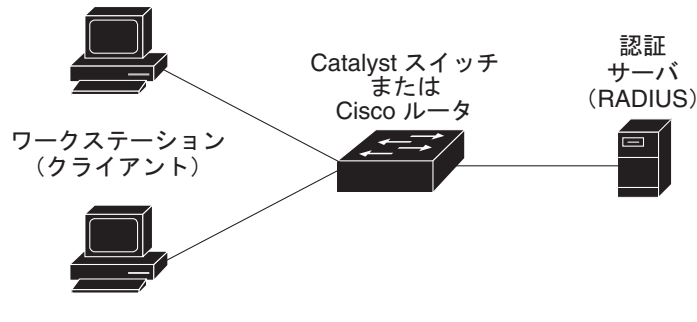 Catalyst スイッチ
または
Cisco ルータ
認証
サーバ
（RADIUS）
ワークステーション
（クライアント）